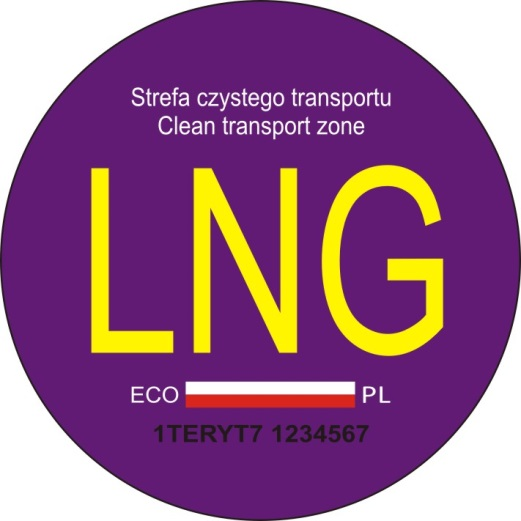 Strefa czystego transportu
Clean transport zone
LNG
ECO PL
1TERYT7 1234567